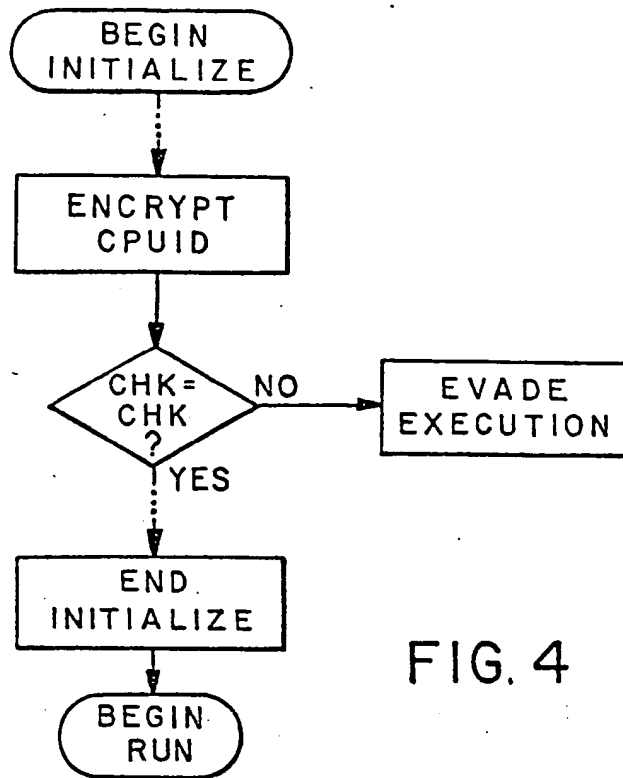 BEGIN
INITIALIZE
ENCRYPT
CPUID
CHK =
CHK
?
NO
EVADE
EXECUTION
YES
END
INITIALIZE
BEGIN
RUN
FIG. 4